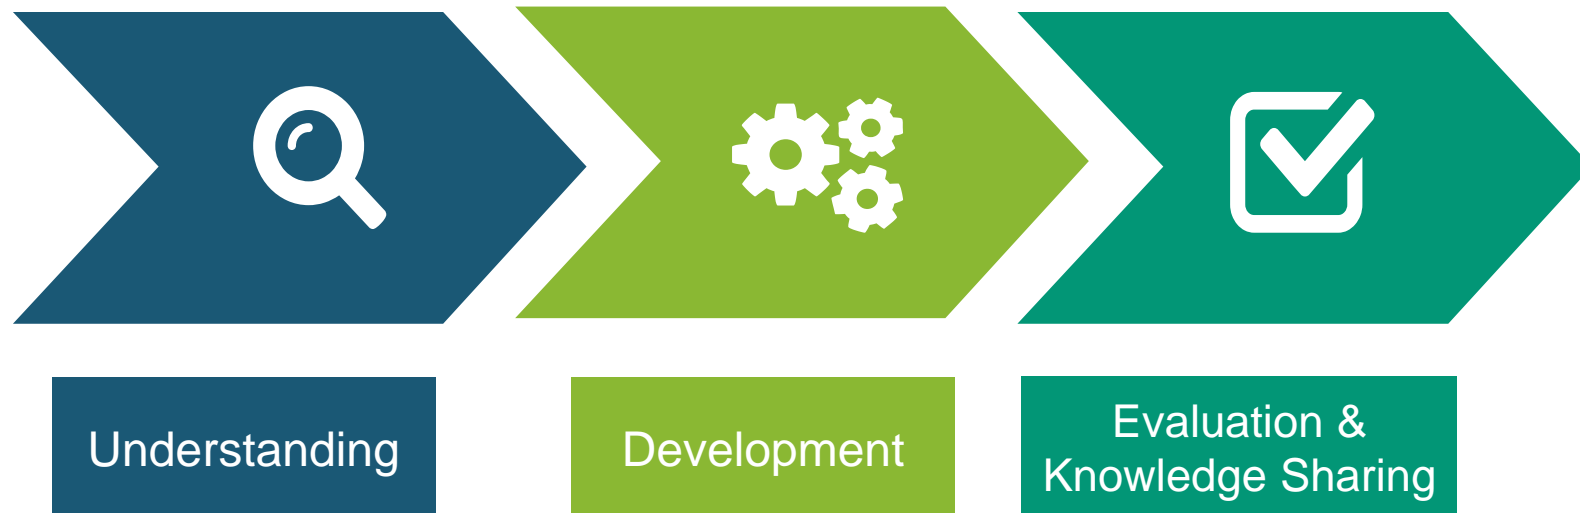 Understanding
Development
Evaluation &
Knowledge Sharing